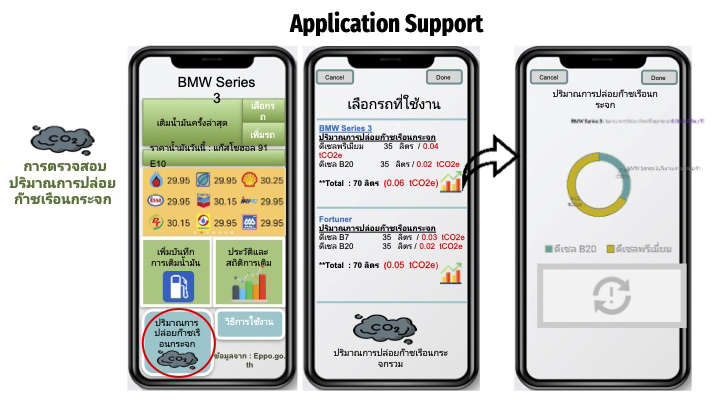 Application Support
การตรวจสอบ
ปริมาณการปล่อย
ก๊าซเรือนกระจก
CO2
BMW Series
3
เติมน้ำมันครั้งล่าสุด
เลือกร
ถ
เพิ่มรถ
ราคาน้ำมันวันนี้ : แก๊สโซฮอล 91
E10
29.95 29.95 30.25
Esso 29.95 30.15 29.95
30.15 29.95 29.95
เพิ่มบันทึก
การเติมน้ำมัน
ประวัติและ
สถิติการเติม
ปริมาณการ
ปล่อยก๊าซเรื
อนกระจก
CO2
วิธีการใช้งาน
ข้อมูลจาก : Eppo.go.
th
Cancel Done
เลือกรถที่ใช้งาน
BMW Series 3
ปริมาณการปล่อยก๊าซเรือนกระจก
ดีเซลพรีเมียม 35 ลิตร / 0.04
tCO2e
ดีเซล B20 35 ลิตร / 0.02 tCO2e
**Total : 70 ลิตร (0.06 tCO2e)
Fortuner
ปริมาณการปล่อยก๊าซเรือนกระจก
ดีเซล B7 35 ลิตร / 0.03 tCO2e
ดีเซล B20 35 ลิตร / 0.02 tCO2e
**Total : 70 ลิตร (0.05 tCO2e)
CO2
ปริมาณการปล่อยก๊าซเรือนกระ
จกรวม
Cancel Done
ปริมาณการปล่อยก๊าซเรือนก
ระจก
BMW Series 3
BMW Series 3
ดีเซล B20 ดีเซลพรีเมียม